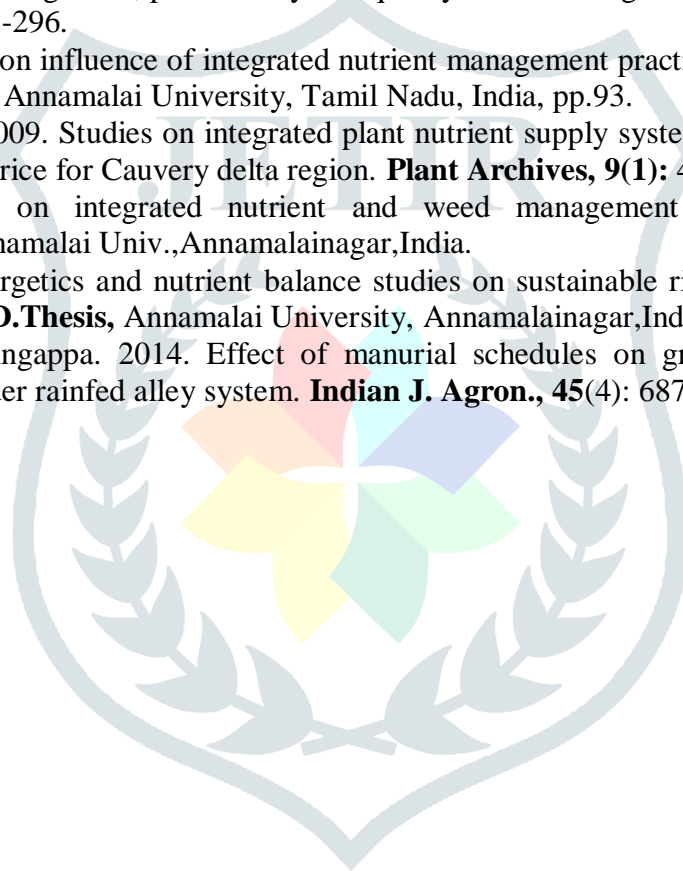 -296.
on influence of integrated nutrient management practi
Annamalai University, Tamil Nadu, India, pp.93.
009. Studies on integrated plant nutrient supply syste
rice for Cauvery delta region. Plant Archives, 9(1): 4
on integrated nutrient and weed management
namalai Univ.,Annamalainagar,India.
rgetics and nutrient balance studies on sustainable ri
D.Thesis, Annamalai University, Annamalainagar,Ind
ngappa. 2014. Effect of manurial schedules on gr
er rainfed alley system. Indian J. Agron., 45(4): 687
JETIR